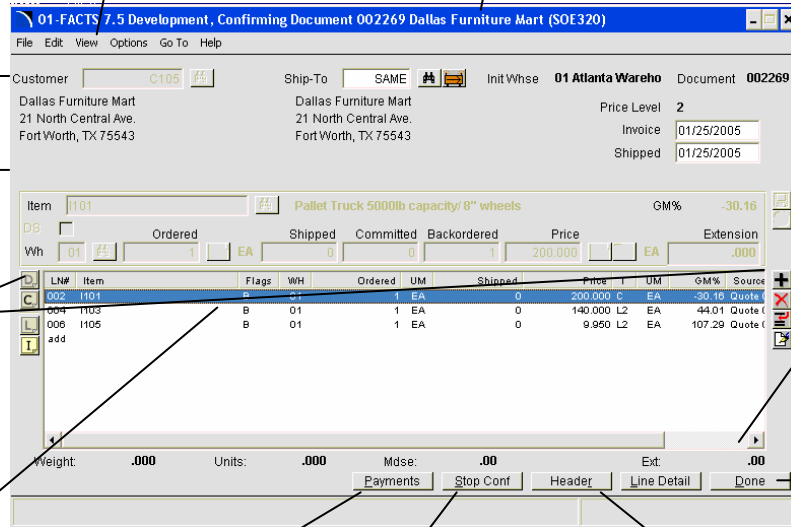 01-FACTS 7.5 Development, Confirming Document 002269 Dallas Furniture Mart (SOE320)
File Edit View Options Go To Help
Customer C105 Ship-To SAME Init Whse 01 Atlanta Wareho Document 002269
Dallas Furniture Mart Dallas Furniture Mart Price Level 2
21 North Central Ave. 21 North Central Ave. Invoice 01/25/2005
Fort Worth, TX 75543 Fort Worth, TX 75543 Shipped 01/25/2005
Item I101 Pallet Truck 5000lb capacity/ 8" wheels GM% -30.16
DS Ordered Shipped Committed Backordered Price Extension
Wh 01 1 EA 0 0 1 200.000 EA .000
D LN# Item Flags WH Ordered UM Shipped Price T UM GM% Source
C 002 I101 B 01 1 EA 0 200.000 C EA -30.16 Quote
004 I103 B 01 1 EA 0 140.000 L2 EA 44.01 Quote
L 006 I105 B 01 1 EA 0 9.950 L2 EA 107.29 Quote
I add
Weight: .000 Units: .000 Mdse: .00 Ext: .00
Payments Stop Conf Header Line Detail Done